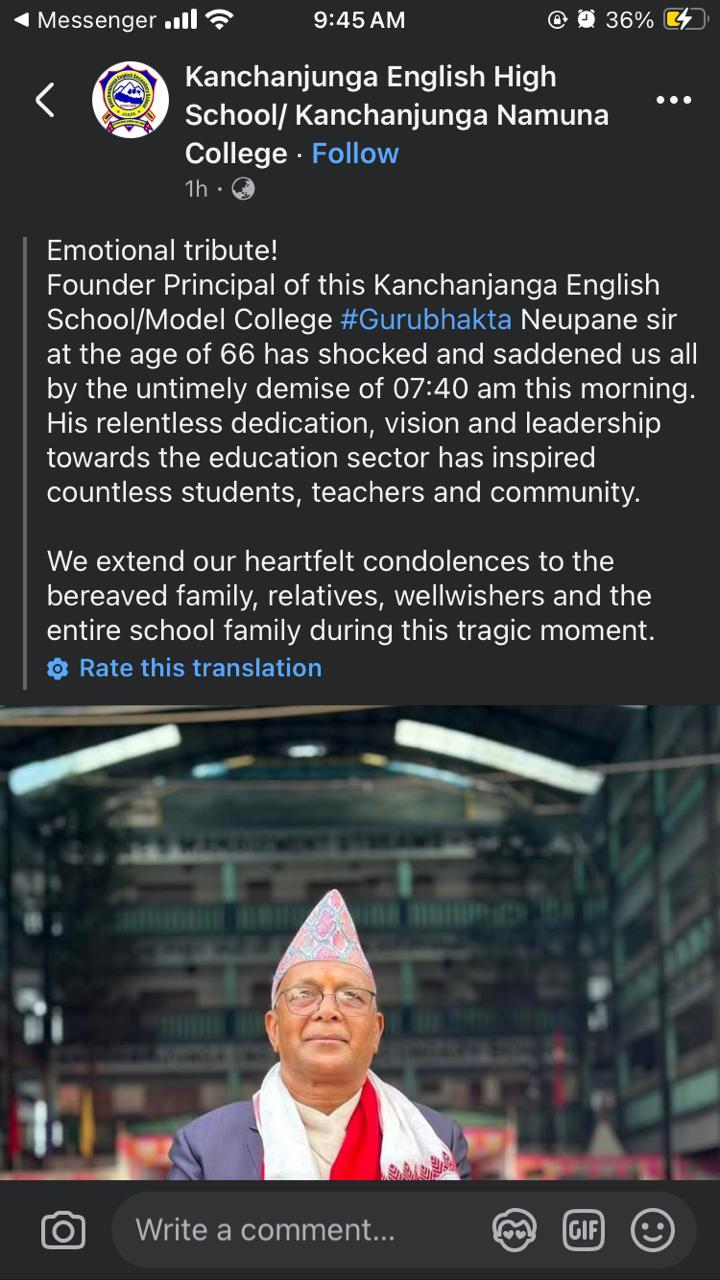 Messenger
9:45 AM
36%
Kanchanjunga English High
School/ Kanchanjunga Namuna
College · Follow
1h ·
Emotional tribute!
Founder Principal of this Kanchanjanga English
School/Model College #Gurubhakta Neupane sir
at the age of 66 has shocked and saddened us all
by the untimely demise of 07:40 am this morning.
His relentless dedication, vision and leadership
towards the education sector has inspired
countless students, teachers and community.
We extend our heartfelt condolences to the
bereaved family, relatives, wellwishers and the
entire school family during this tragic moment.
Rate this translation
MANAGEMENT
Write a comment...
GIF